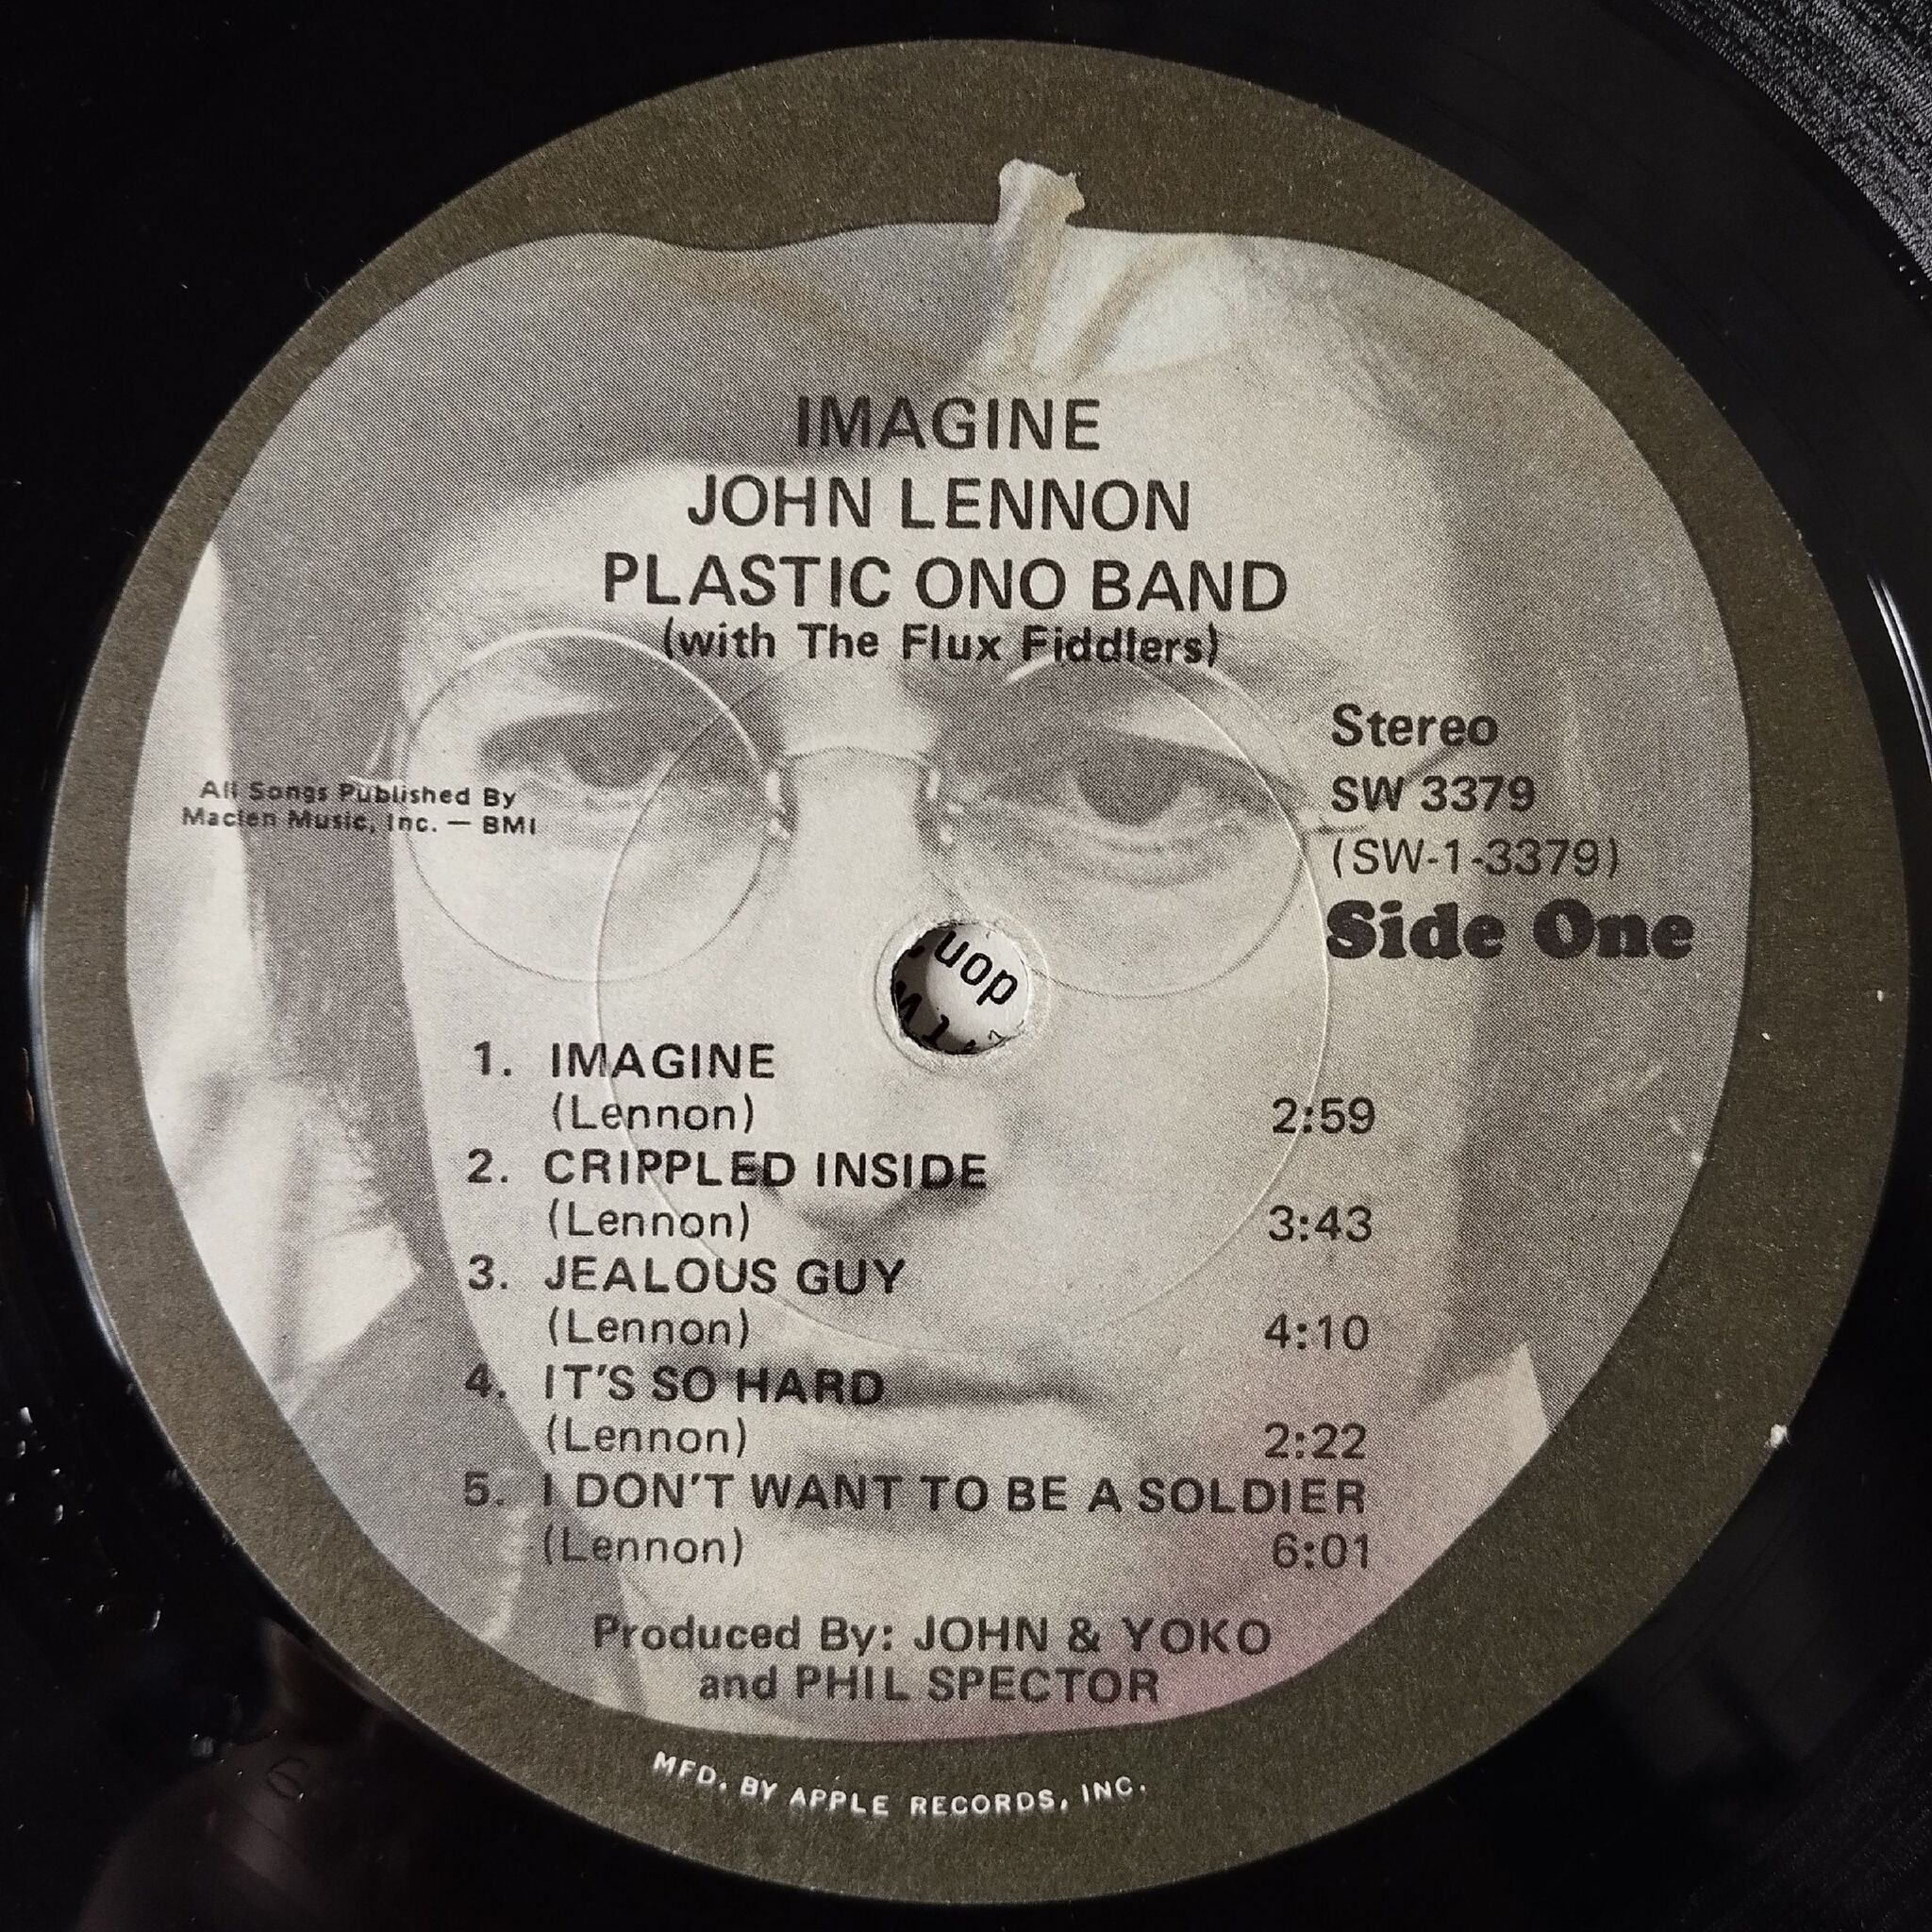 IMAGINE
JOHN LENNON
PLASTIC ONO BAND
(with The Flux Fiddlers)
All Songs Published By
Maclen Music, Inc. — BMI
Stereo
SW 3379
(SW-1-3379)
Side One
1. IMAGINE
(Lennon) 2:59
2. CRIPPLED INSIDE
(Lennon) 3:43
3. JEALOUS GUY
(Lennon) 4:10
4. IT'S SO HARD
(Lennon) 2:22
5. I DON'T WANT TO BE A SOLDIER
(Lennon) 6:01
Produced By: JOHN & YOKO
and PHIL SPECTOR
MFD. BY APPLE RECORDS, INC.